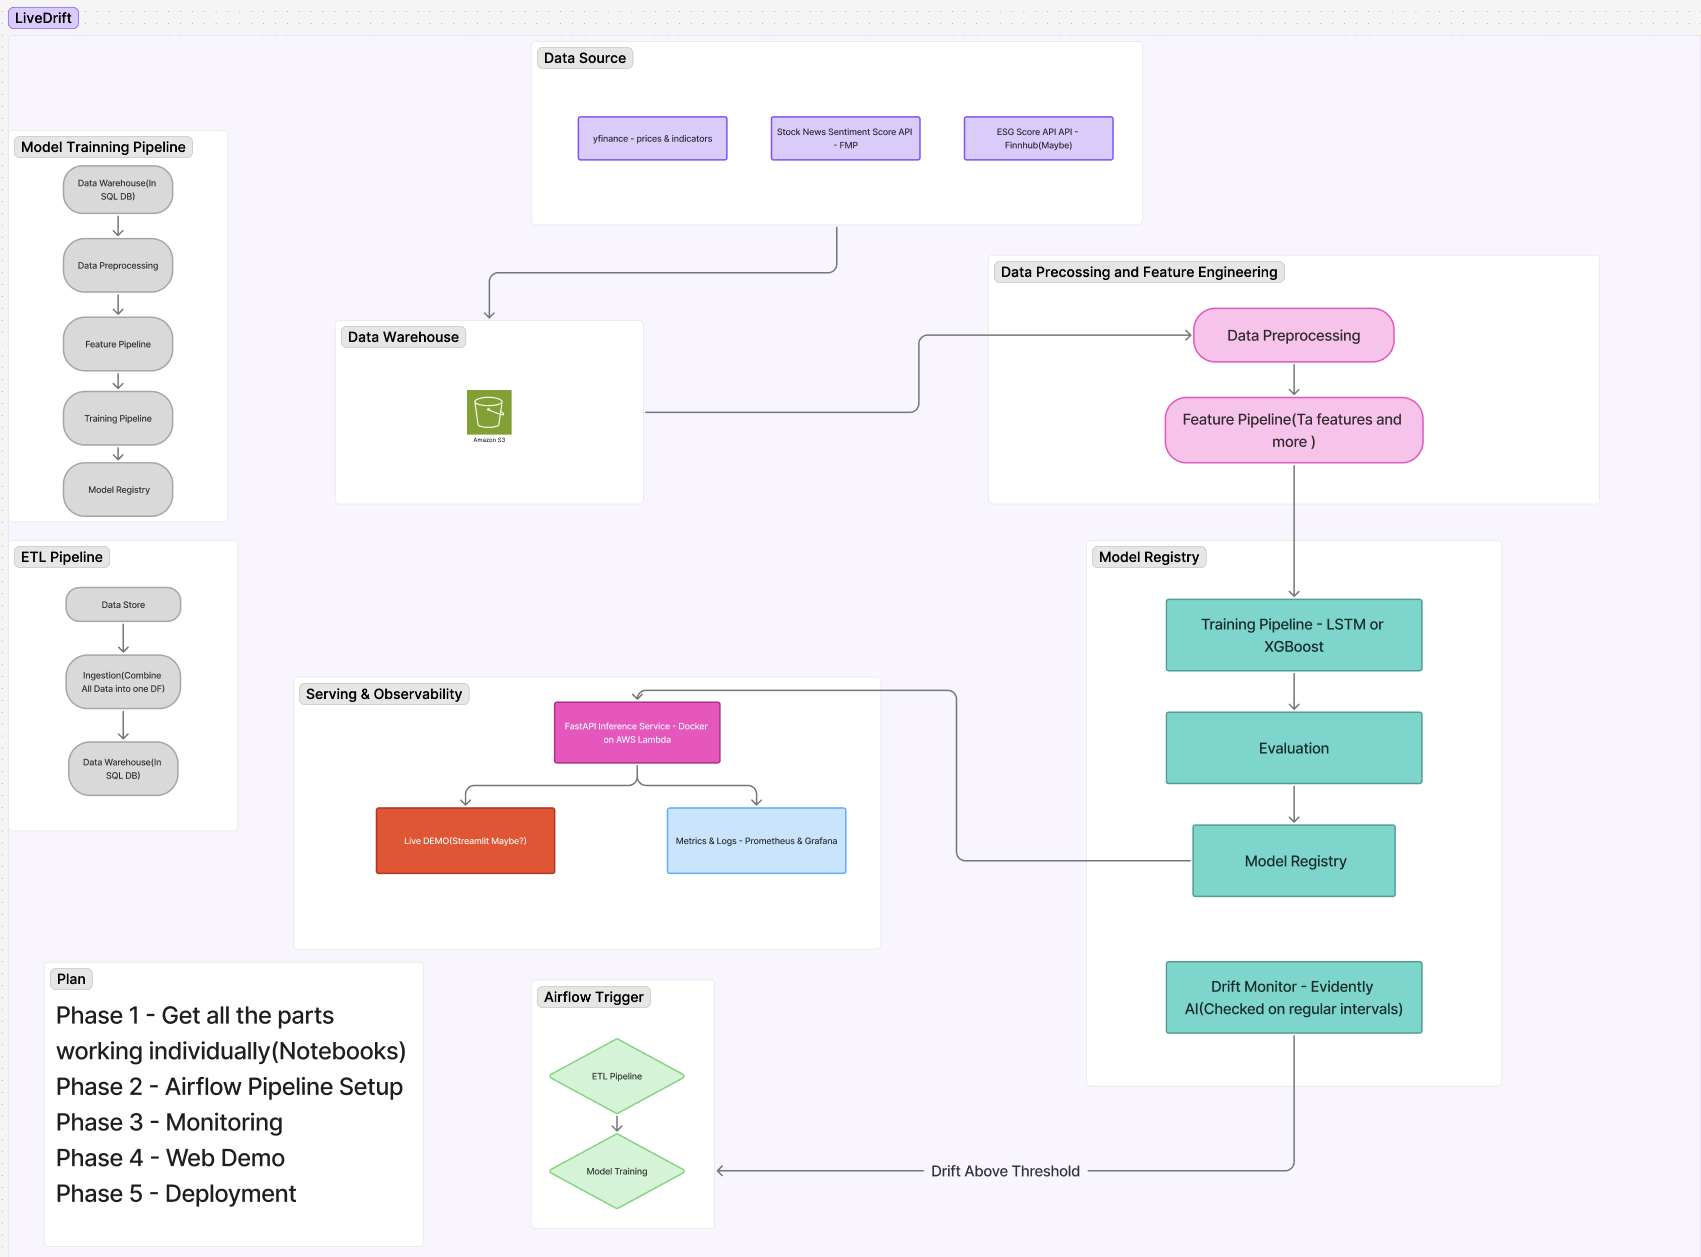 LiveDrift
Data Source
yfinance - prices & indicators
Stock News Sentiment Score API
- FMP
ESG Score API API -
Finnhub(Maybe)
Model Trainning Pipeline
Data Warehouse(In
SQL DB)
Data Preprocessing
Feature Pipeline
Training Pipeline
Model Registry
Data Warehouse
Amazon S3
Data Precossing and Feature Engineering
Data Preprocessing
Feature Pipeline(Ta features and
more )
ETL Pipeline
Data Store
Ingestion(Combine
All Data into one DF)
Data Warehouse(In
SQL DB)
Model Registry
Training Pipeline - LSTM or
XGBoost
Evaluation
Model Registry
Drift Monitor - Evidently
AI(Checked on regular intervals)
Serving & Observability
FastAPI Inference Service - Docker
on AWS Lambda
Live DEMO(Streamlit Maybe?)
Metrics & Logs - Prometheus & Grafana
Plan
Phase 1 - Get all the parts
working individually(Notebooks)
Phase 2 - Airflow Pipeline Setup
Phase 3 - Monitoring
Phase 4 - Web Demo
Phase 5 - Deployment
Airflow Trigger
ETL Pipeline
Model Training
Drift Above Threshold